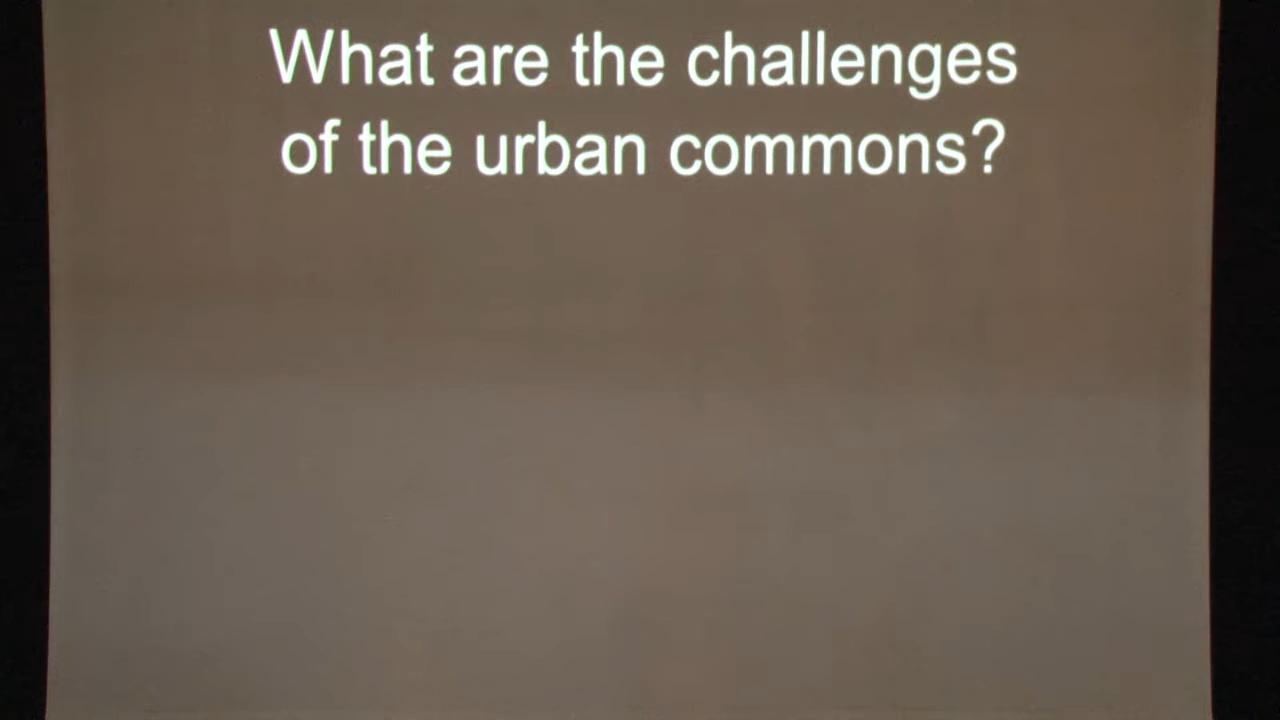 What are the challenges
of the urban commons?